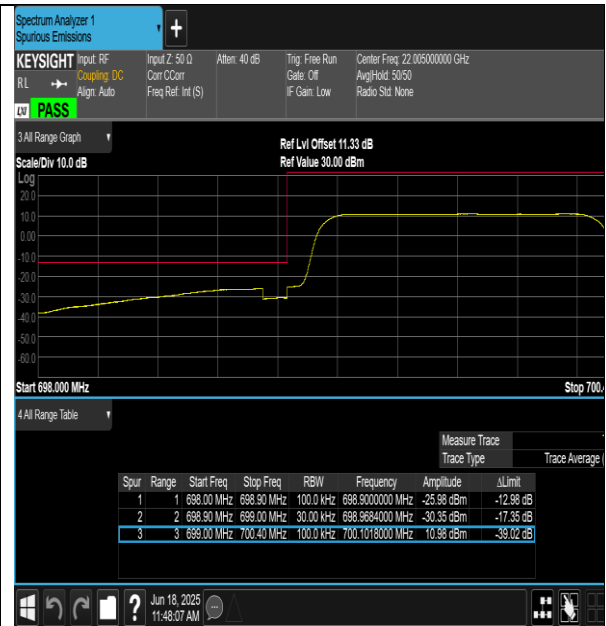 Spectrum Analyzer 1
Spurious Emissions
KEYSIGHT Input: RF Input Z: 50 Ω Atten: 40 dB Trig: Free Run Center Freq: 22.005000000 GHz
RL Coupling: DC Corr CCorr Gate: Off Avg|Hold: 50/50
Align: Auto Freq Ref: Int (S) IF Gain: Low Radio Std: None
LXI PASS
3 All Range Graph
Ref Lvl Offset 11.33 dB
Scale/Div 10.0 dB Ref Value 30.00 dBm
Log
20.0
10.0
0.00
-10.0
-20.0
-30.0
-40.0
-50.0
-60.0
Start 698.000 MHz Stop 700.
4 All Range Table
Measure Trace
Trace Type Trace Average (
Spur Range Start Freq Stop Freq RBW Frequency Amplitude ΔLimit
1 1 698.00 MHz 698.90 MHz 100.0 kHz 698.9000000 MHz -25.98 dBm -12.98 dB
2 2 698.90 MHz 699.00 MHz 30.00 kHz 698.9684000 MHz -30.35 dBm -17.35 dB
3 3 699.00 MHz 700.40 MHz 100.0 kHz 700.1018000 MHz 10.98 dBm -39.02 dB
? Jun 18, 2025
11:48:07 AM